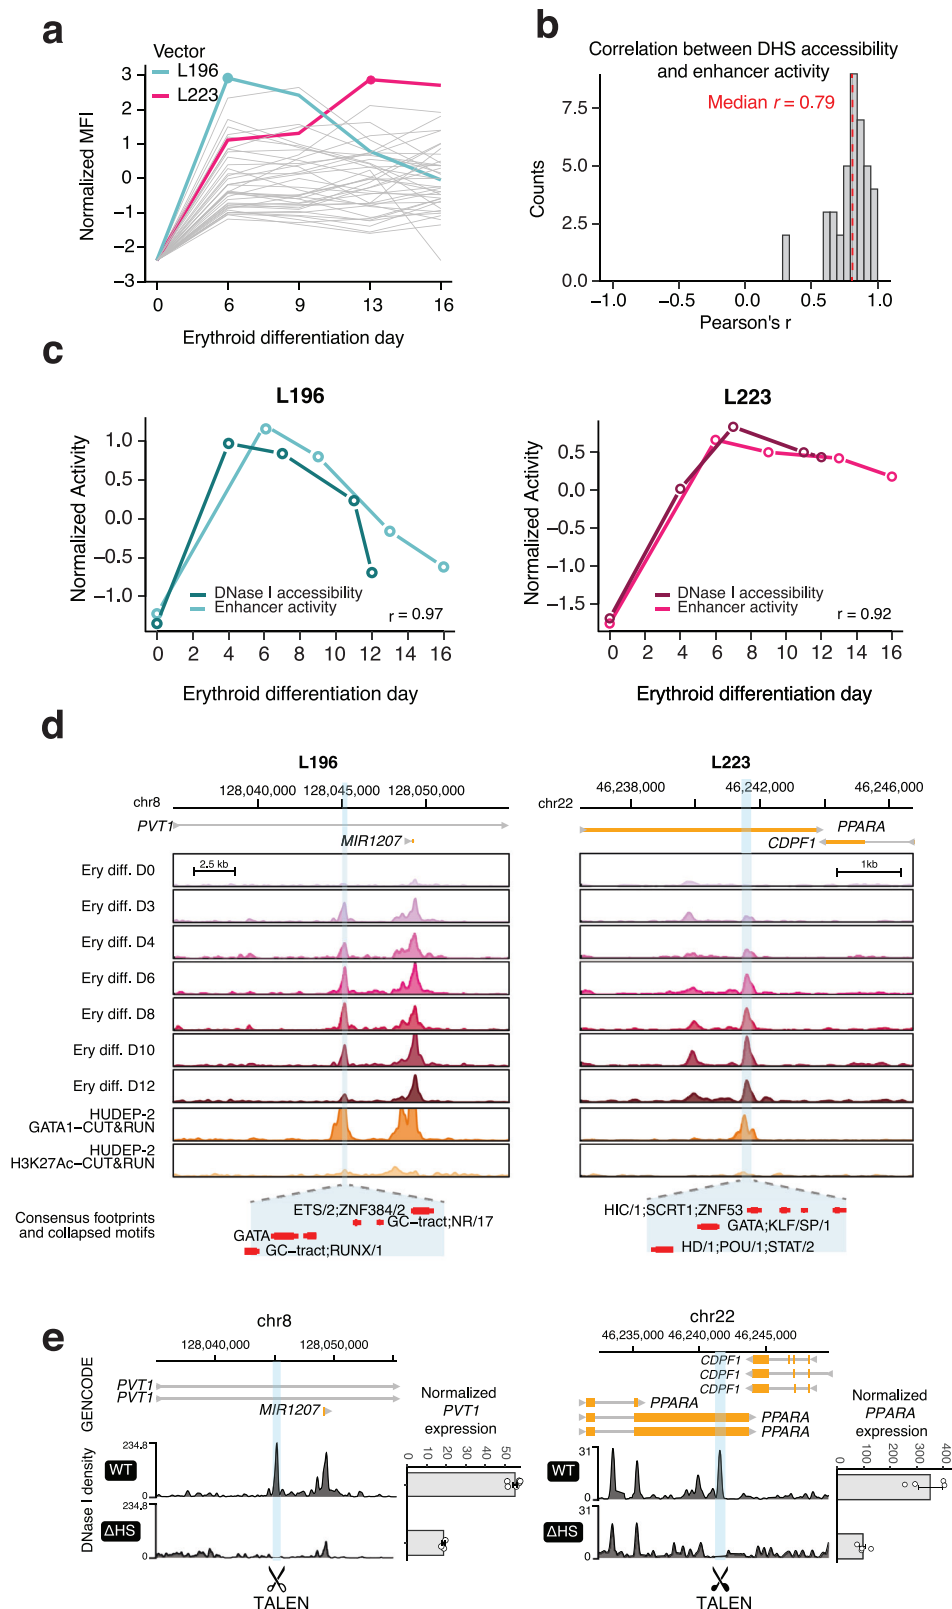 a
Vector
L196
L223
3
2
1
0
−1
−2
−3
Normalized MFI
0 6 9 13 16
Erythroid differentiation day
b
Correlation between DHS accessibility
and enhancer activity
Median r = 0.79
7.5
5.0
2.5
0.0
Counts
−1.0 −0.5 0.0 0.5 1.0
Pearson's r
c
L196
1.0
0.5
0.0
−0.5
−1.0
Normalized Activity
DNase I accessibility
Enhancer activity
r = 0.97
0 2 4 6 8 10 12 14 16
Erythroid differentiation day
L223
0.5
0.0
−0.5
−1.0
−1.5
Normalized Activity
DNase I accessibility
Enhancer activity
r = 0.92
0 2 4 6 8 10 12 14 16
Erythroid differentiation day
d
L196
chr8
128,040,000 128,045,000 128,050,000
PVT1
MIR1207
2.5 kb
Ery diff. D0
Ery diff. D3
Ery diff. D4
Ery diff. D6
Ery diff. D8
Ery diff. D10
Ery diff. D12
HUDEP-2
GATA1−CUT&RUN
HUDEP-2
H3K27Ac−CUT&RUN
Consensus footprints
and collapsed motifs
ETS/2;ZNF384/2
GC−tract;NR/17
GATA
GC−tract;RUNX/1
L223
chr22
46,238,000 46,242,000 46,246,000
PPARA
CDPF1
1kb
HIC/1;SCRT1;ZNF53
GATA;KLF/SP/1
HD/1;POU/1;STAT/2
e
chr8
128,040,000 128,050,000
GENCODE
PVT1
PVT1
MIR1207
Normalized
PVT1
expression
0 10 20 30 40 50
DNase I density
234.8
WT
0
234.8
ΔHS
0
TALEN
chr22
46,235,000 46,240,000 46,245,000
CDPF1
CDPF1
CDPF1
PPARA
PPARA
PPARA
Normalized
PPARA
expression
0 100 200 300 400
31
WT
0
31
ΔHS
0
TALEN